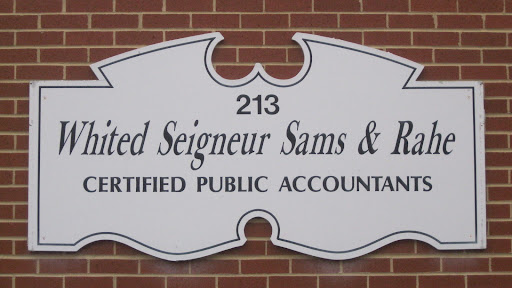 213
Whited Seigneur Sams & Rahe
CERTIFIED PUBLIC ACCOUNTANTS